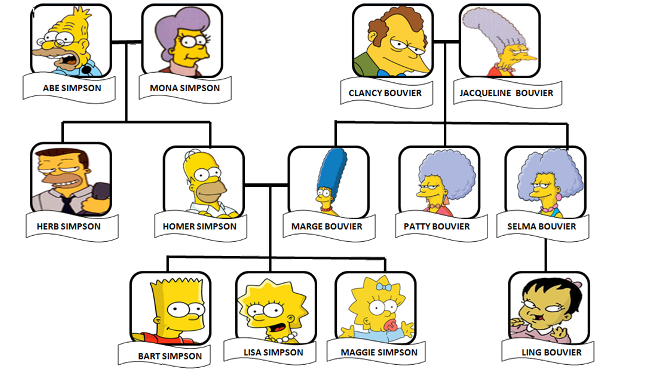 ABE SIMPSON
MONA SIMPSON
CLANCY BOUVIER
JACQUELINE BOUVIER
HERB SIMPSON
HOMER SIMPSON
MARGE BOUVIER
PATTY BOUVIER
SELMA BOUVIER
BART SIMPSON
LISA SIMPSON
MAGGIE SIMPSON
LING BOUVIER